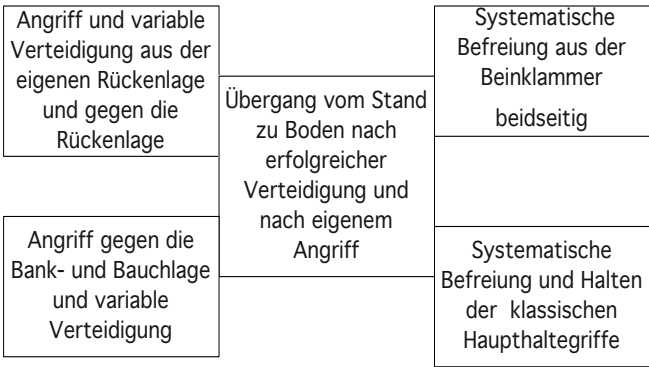 Angriff und variable
Verteidigung aus der
eigenen Rückenlage
und gegen die
Rückenlage
Angriff gegen die
Bank- und Bauchlage
und variable
Verteidigung
Übergang vom Stand
zu Boden nach
erfolgreicher
Verteidigung und
nach eigenem
Angriff
Systematische
Befreiung aus der
Beinklammer
beidseitig
Systematische
Befreiung und Halten
der klassischen
Haupthaltegriffe